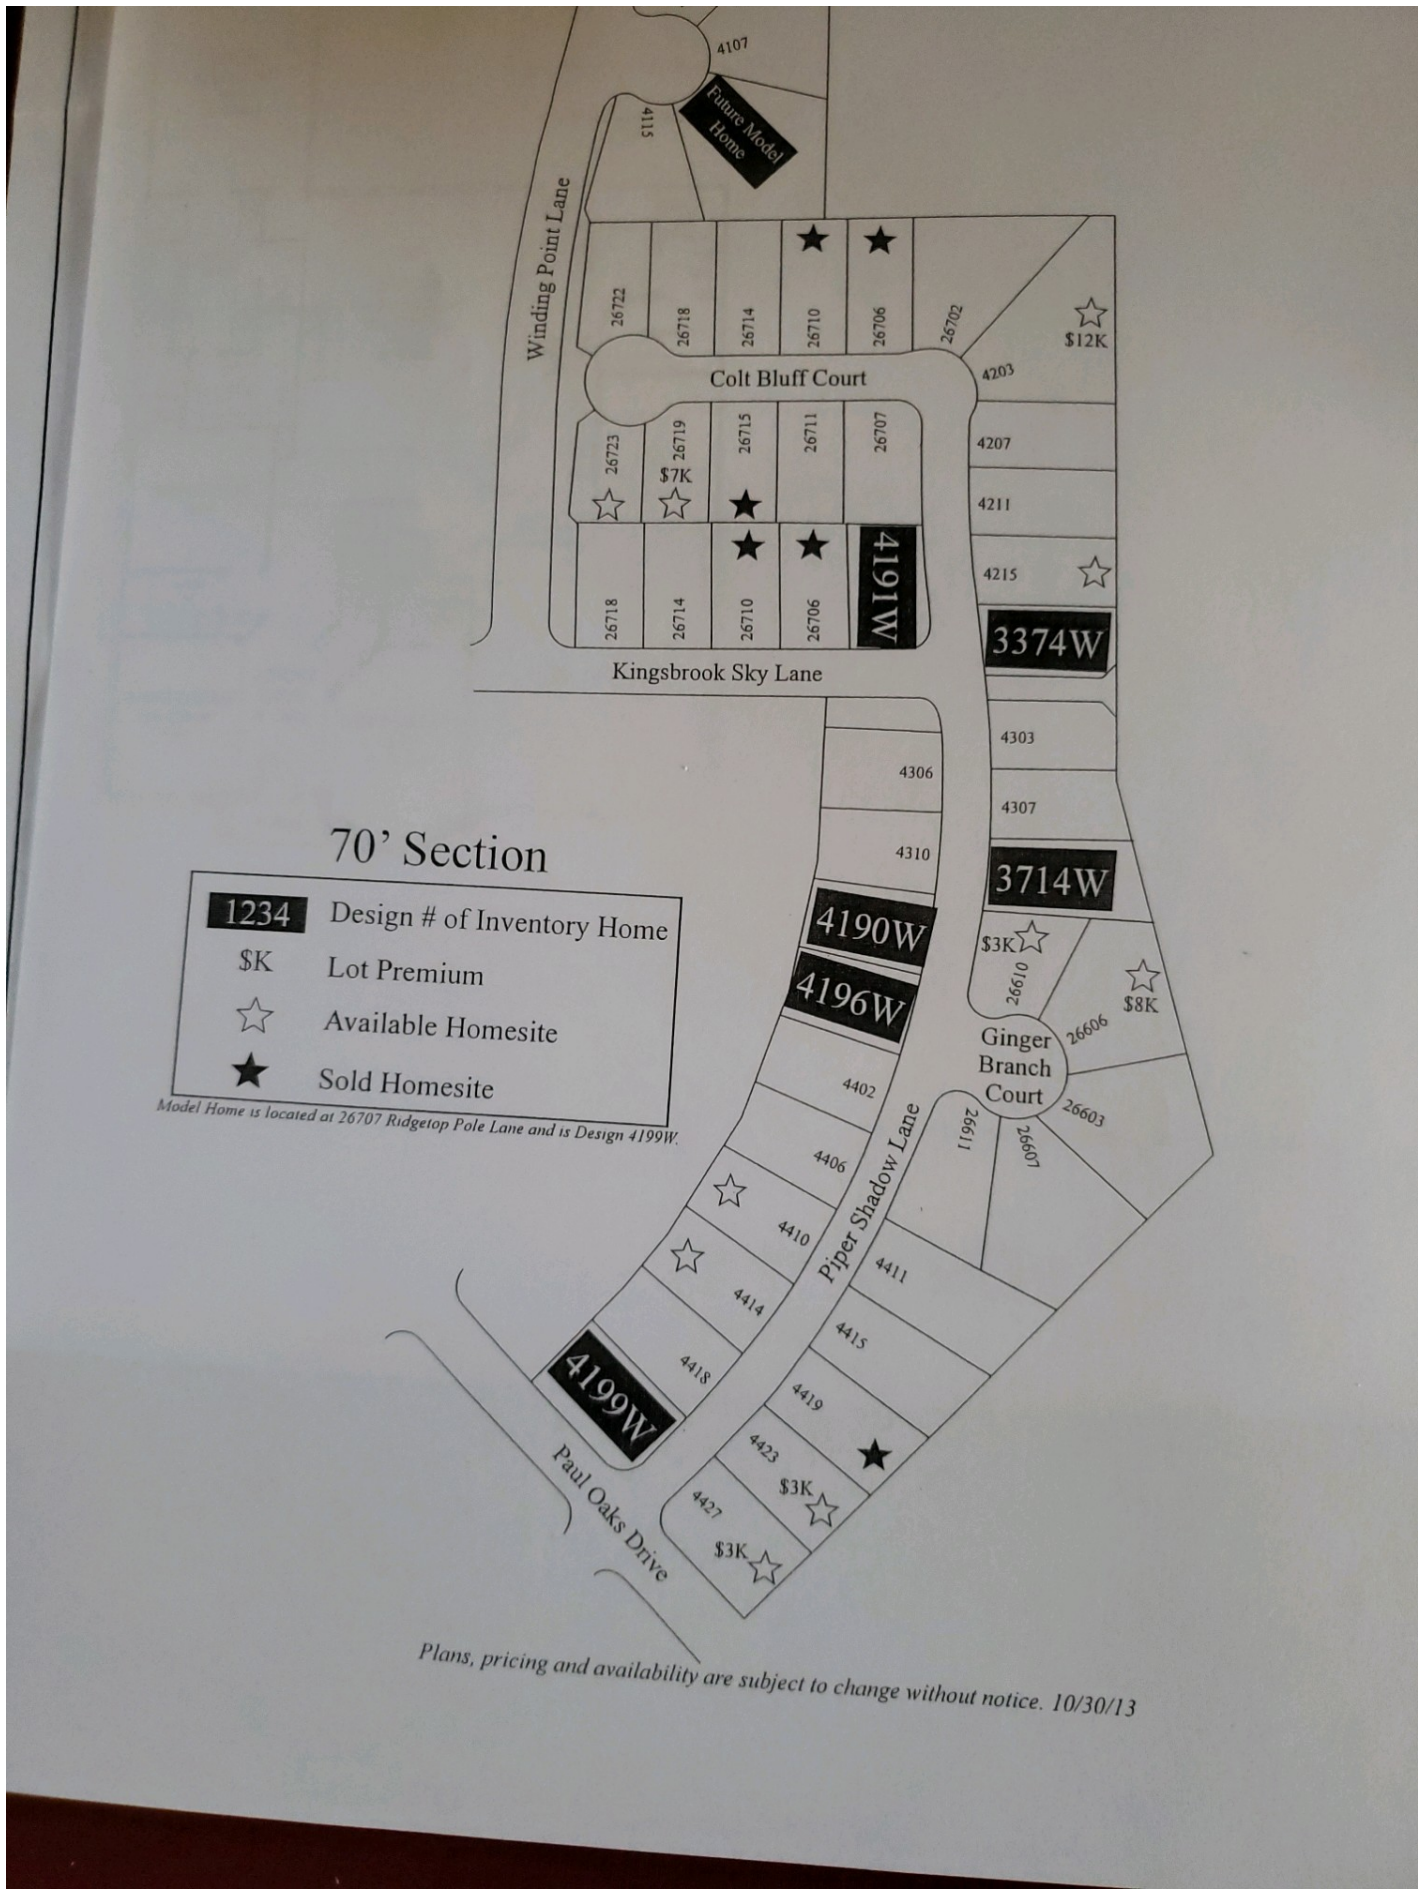 4107
4115
Future Model
Home
Winding Point Lane
26722
26718
26714
26710
26706
26702
$12K
4203
Colt Bluff Court
26723
26719
$7K
26715
26711
26707
4207
4211
4215
4191W
3374W
26718
26714
26710
26706
Kingsbrook Sky Lane
4303
4306
4307
4310
3714W
4190W
4196W
70’ Section
1234 Design # of Inventory Home
$K Lot Premium
Available Homesite
Sold Homesite
Model Home is located at 26707 Ridgetop Pole Lane and is Design 4199W.
$3K
26610
$8K
26606
Ginger
Branch
Court
26603
26607
26611
4402
4406
4410
4414
4418
4199W
Piper Shadow Lane
4411
4415
4419
4423
$3K
4427
$3K
Paul Oaks Drive
Plans, pricing and availability are subject to change without notice. 10/30/13